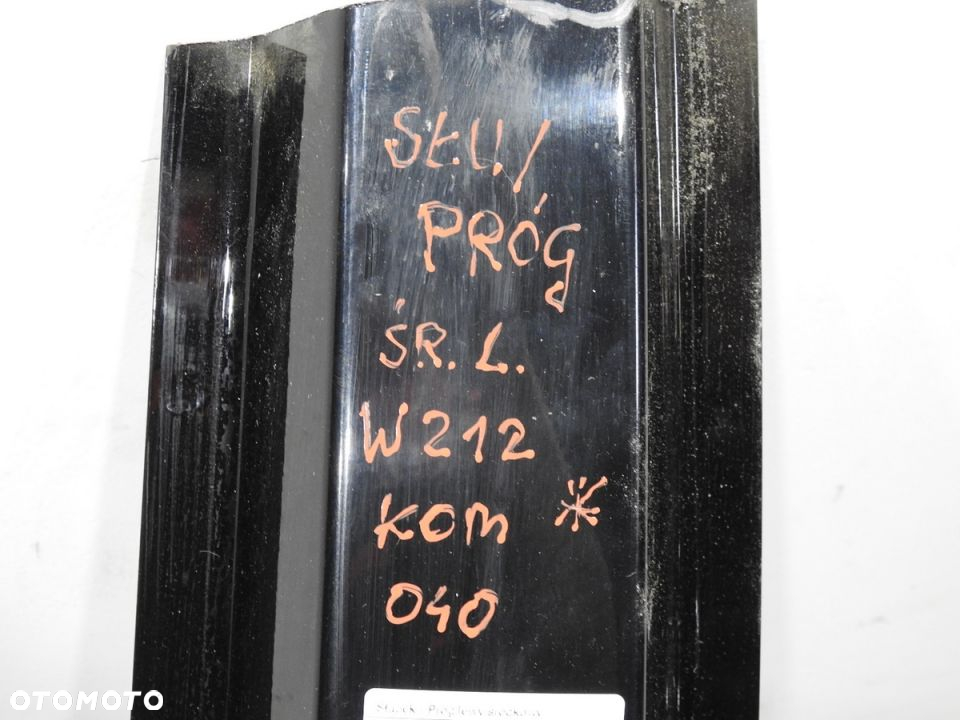 SŁU./
PRÓG
ŚR. L.
W212
KOM *
040
OTOMOTO